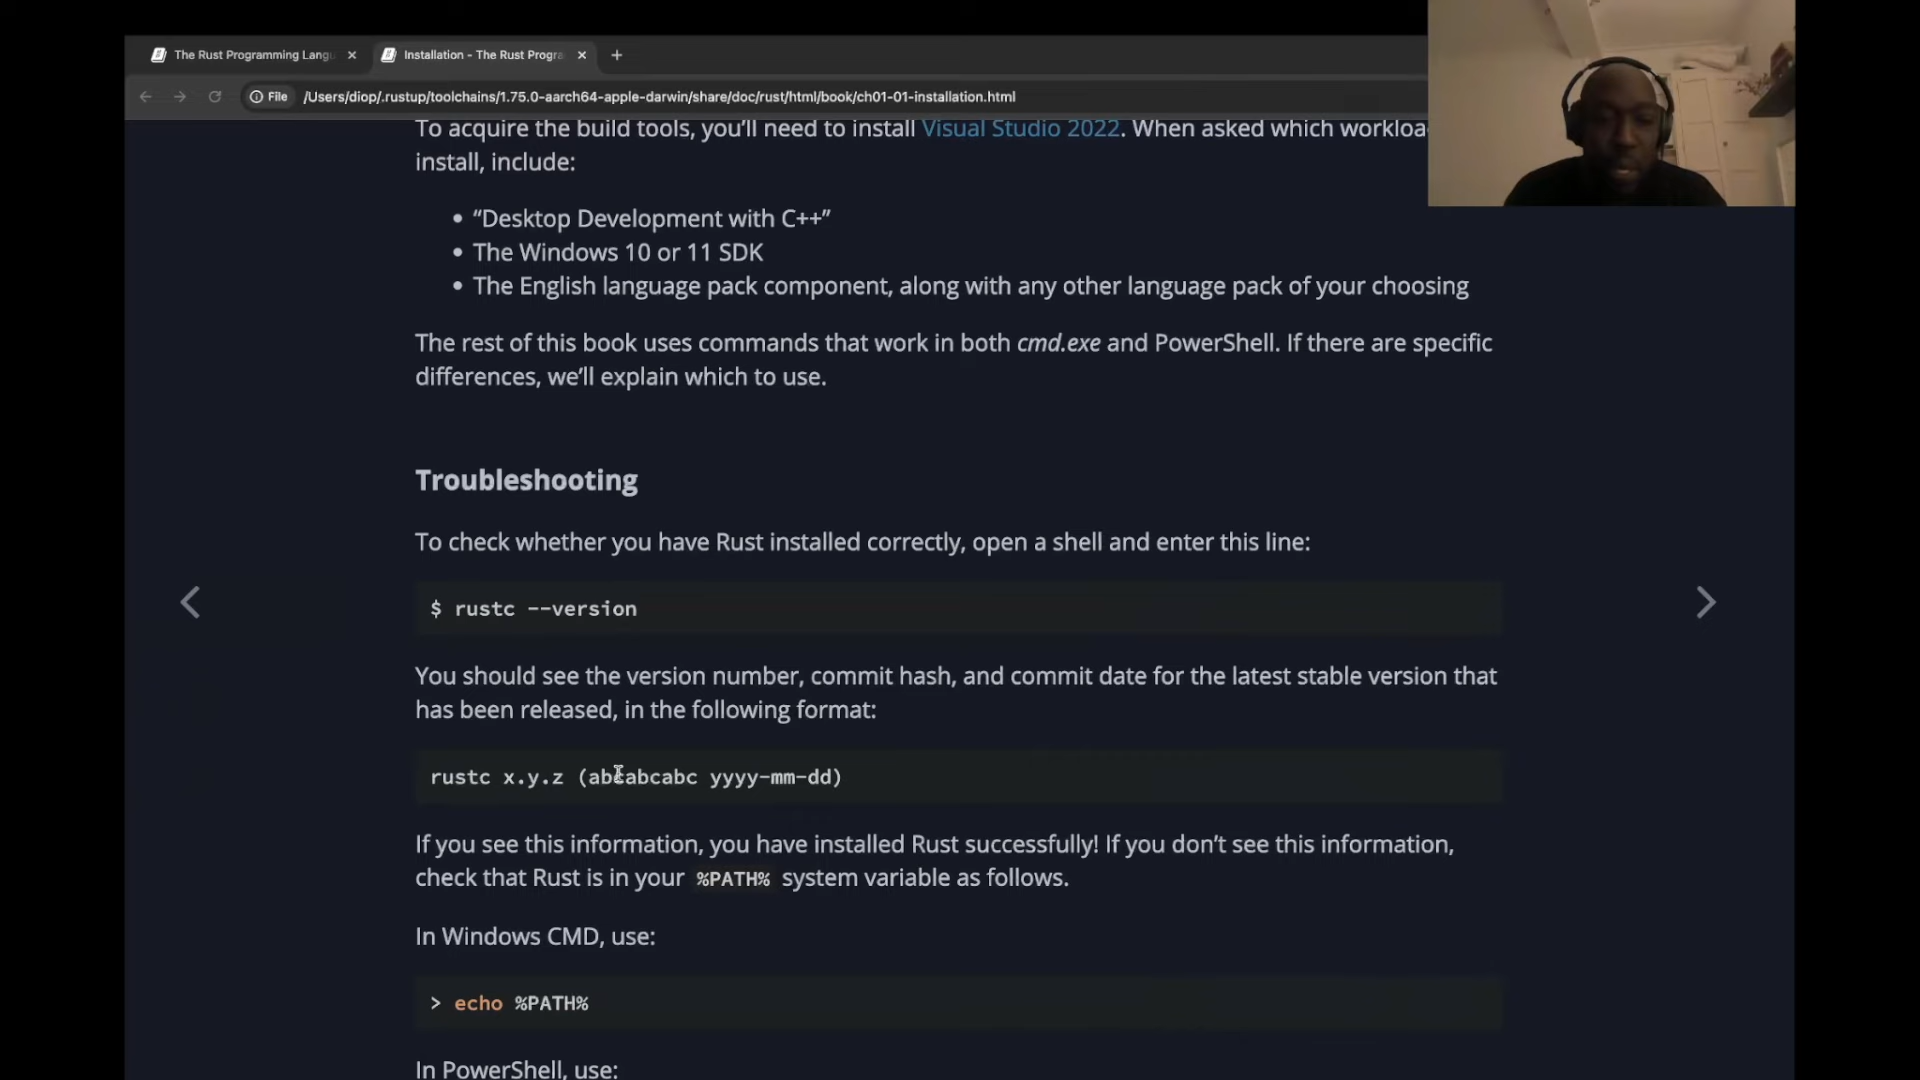 The Rust Programming Langu
Installation - The Rust Progra
File
/Users/diop/.rustup/toolchains/1.75.0-aarch64-apple-darwin/share/doc/rust/html/book/ch01-01-installation.html
To acquire the build tools, you’ll need to install Visual Studio 2022. When asked which workloa
install, include:
• “Desktop Development with C++”
• The Windows 10 or 11 SDK
• The English language pack component, along with any other language pack of your choosing
The rest of this book uses commands that work in both cmd.exe and PowerShell. If there are specific
differences, we’ll explain which to use.
Troubleshooting
To check whether you have Rust installed correctly, open a shell and enter this line:
$ rustc --version
You should see the version number, commit hash, and commit date for the latest stable version that
has been released, in the following format:
rustc x.y.z (abcabcabc yyyy-mm-dd)
If you see this information, you have installed Rust successfully! If you don’t see this information,
check that Rust is in your %PATH% system variable as follows.
In Windows CMD, use:
> echo %PATH%
In PowerShell, use: